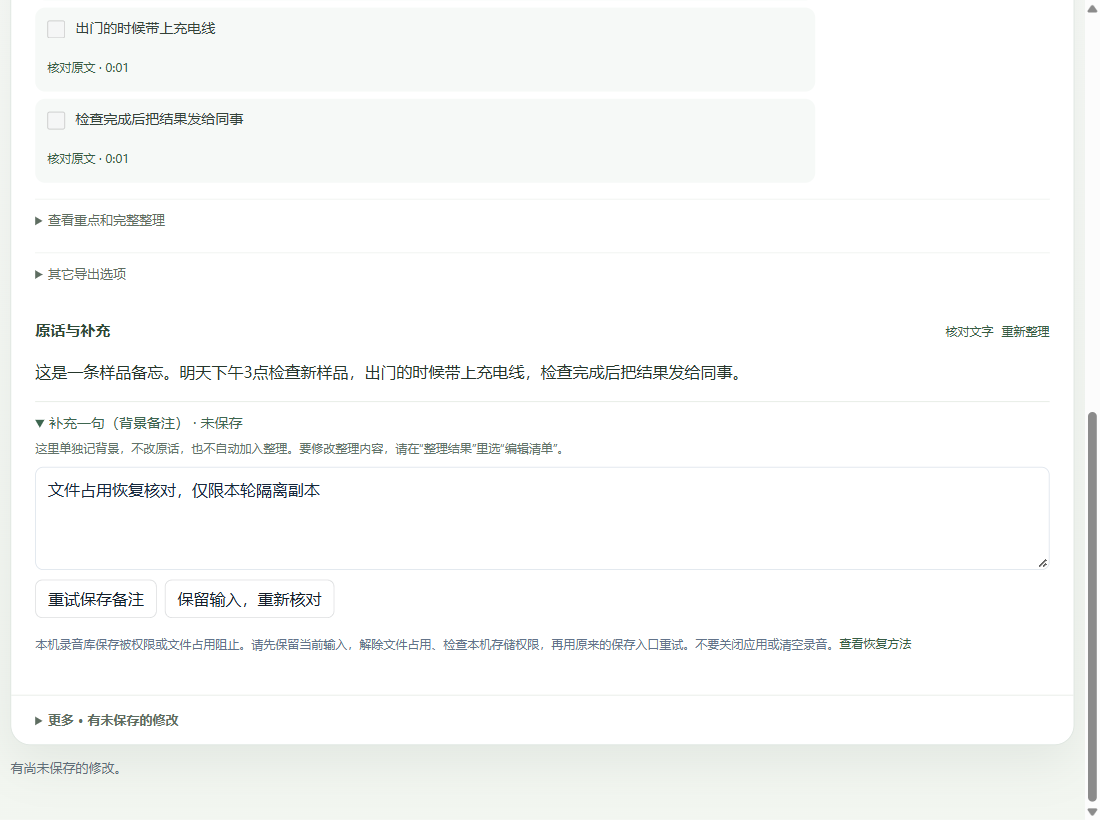 出门的时候带上充电线
核对原文 · 0:01
检查完成后把结果发给同事
核对原文 · 0:01
▶ 查看重点和完整整理
▶ 其它导出选项
原话与补充
核对文字 重新整理
这是一条样品备忘。明天下午3点检查新样品，出门的时候带上充电线，检查完成后把结果发给同事。
▼ 补充一句（背景备注） · 未保存
这里单独记背景，不改原话，也不自动加入整理。要修改整理内容，请在“整理结果”里选“编辑清单”。
文件占用恢复核对，仅限本轮隔离副本
重试保存备注 保留输入，重新核对
本机录音库保存被权限或文件占用阻止。请先保留当前输入，解除文件占用、检查本机存储权限，再用原来的保存入口重试。不要关闭应用或清空录音。查看恢复方法
▶ 更多 • 有未保存的修改
有尚未保存的修改。